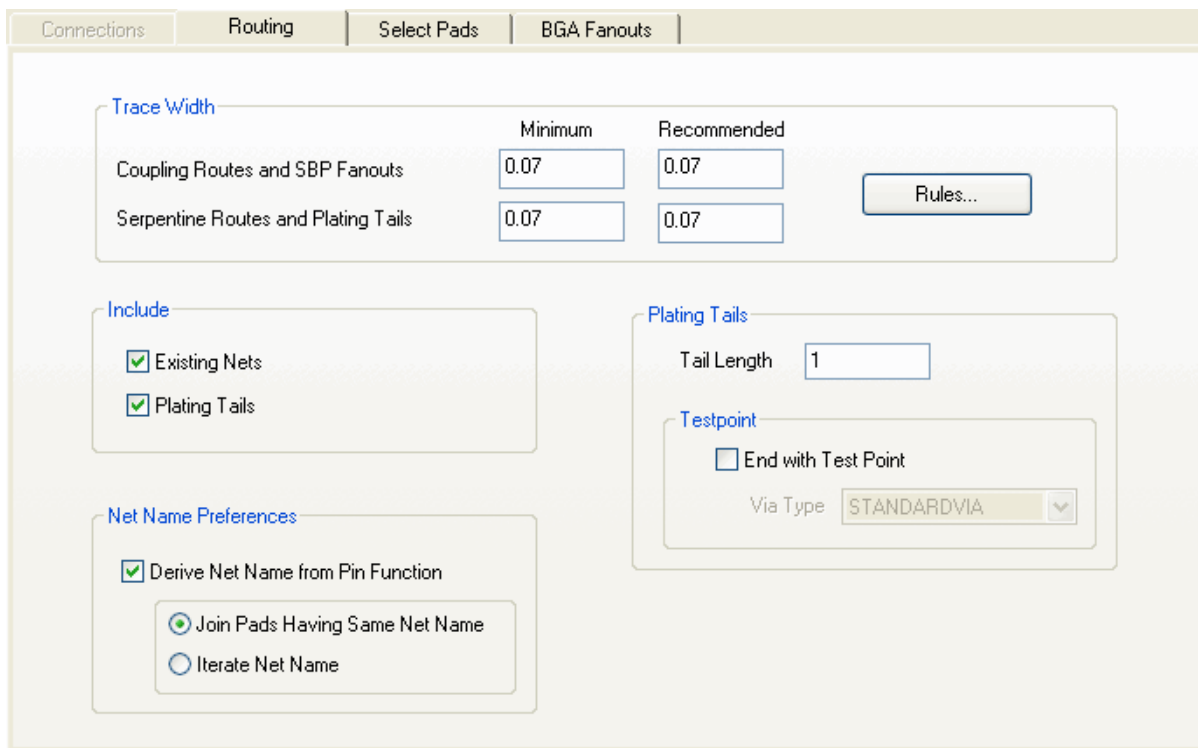 Connections Routing Select Pads BGA Fanouts
Trace Width
Minimum Recommended
Coupling Routes and SBP Fanouts 0.07 0.07
Rules...
Serpentine Routes and Plating Tails 0.07 0.07
Include
Existing Nets
Plating Tails
Plating Tails
Tail Length 1
Testpoint
End with Test Point
Via Type STANDARDVIA
Net Name Preferences
Derive Net Name from Pin Function
Join Pads Having Same Net Name
Iterate Net Name